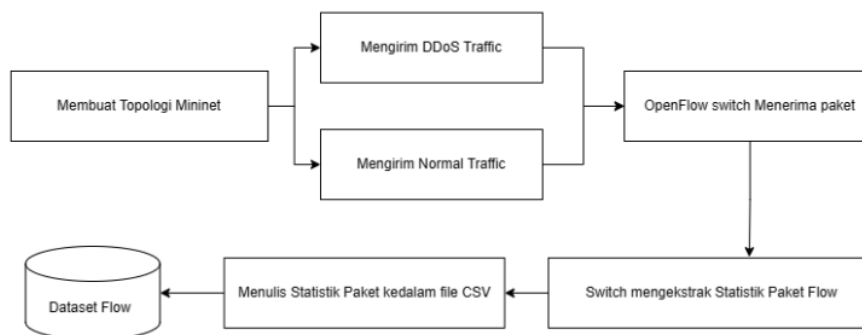 Mengirim DDoS Traffic
Membuat Topologi Mininet
OpenFlow switch Menerima paket
Mengirim Normal Traffic
Switch mengekstrak Statistik Paket Flow
Menulis Statistik Paket kedalam file CSV
Dataset Flow